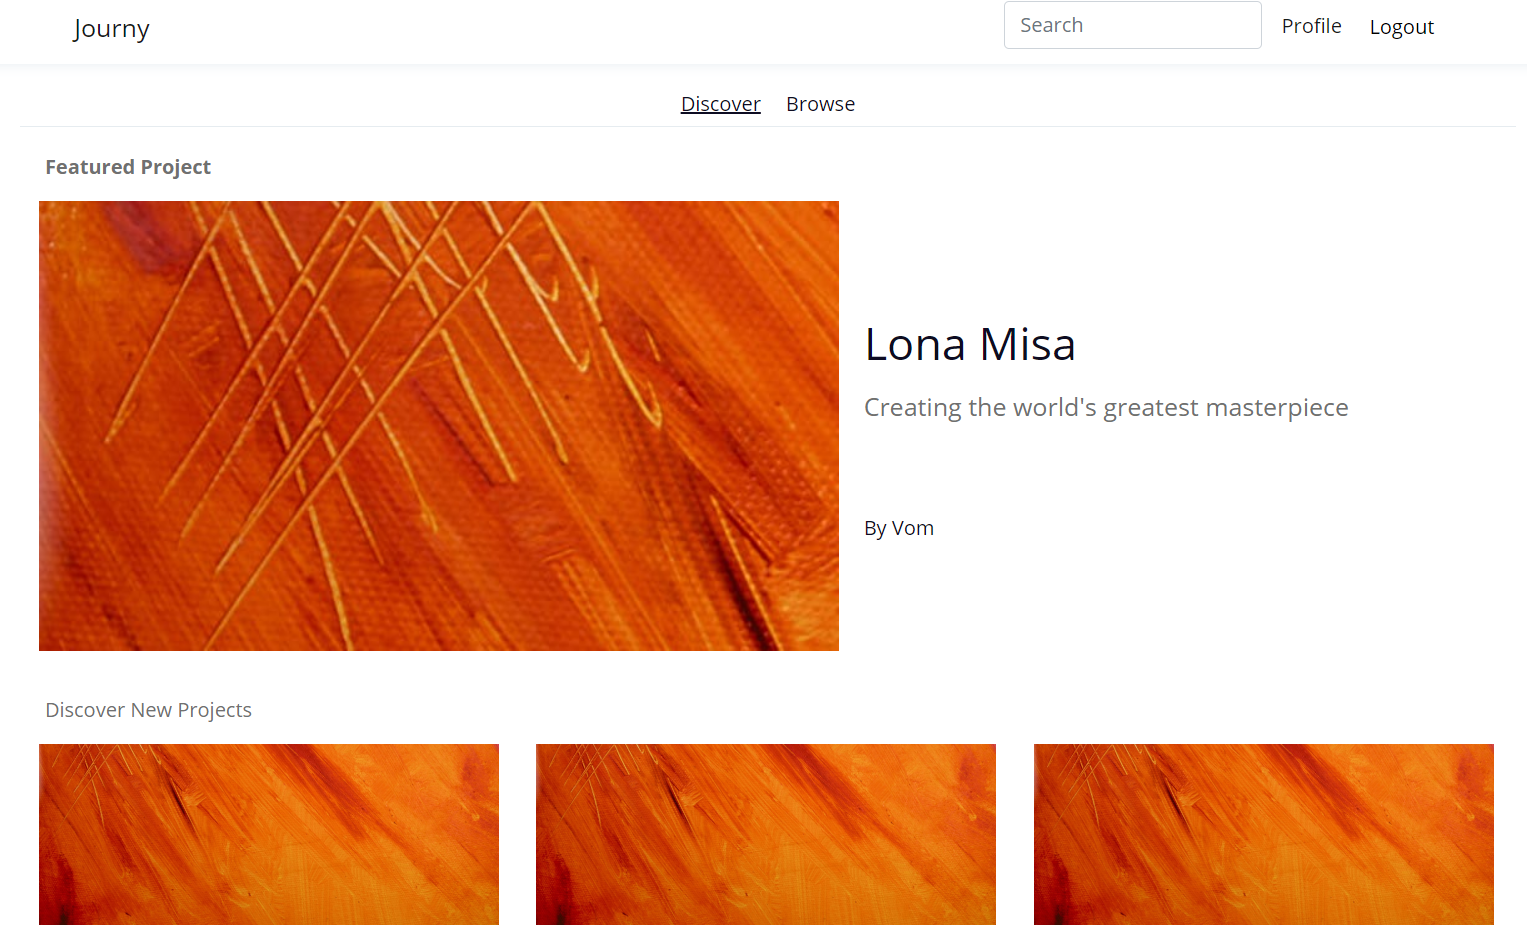 Journy
Search
Profile
Logout
Discover
Browse
Featured Project
Lona Misa
Creating the world's greatest masterpiece
By Vom
Discover New Projects